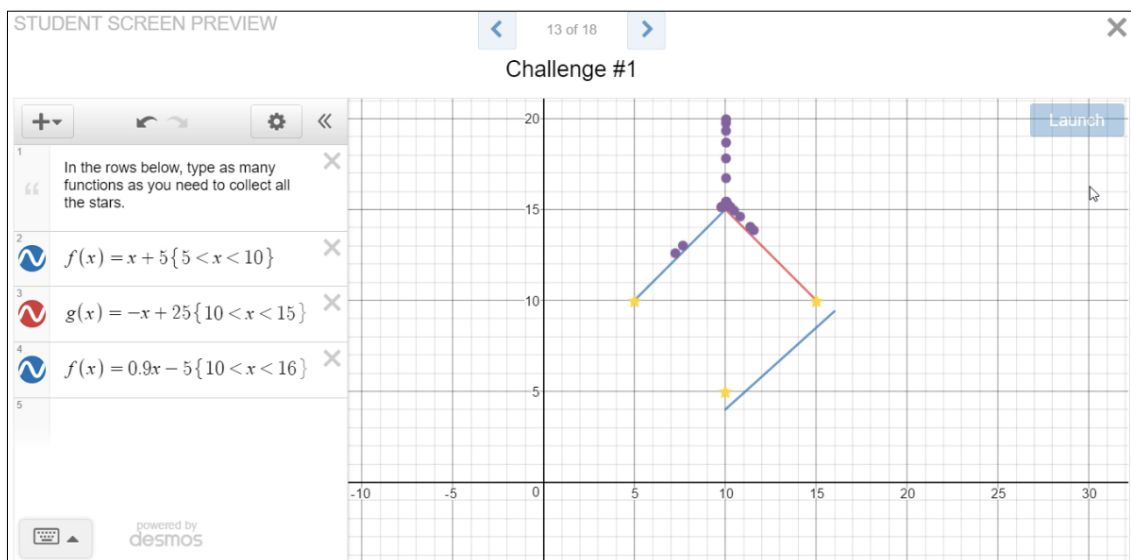 STUDENT SCREEN PREVIEW
13 of 18
Challenge #1
Launch
1
In the rows below, type as many
functions as you need to collect all
the stars.
2
f(x) = x + 5{5 < x < 10}
3
g(x) = −x + 25{10 < x < 15}
4
f(x) = 0.9x − 5{10 < x < 16}
5
powered by
desmos
20
15
10
5
-10 -5 0 5 10 15 20 25 30